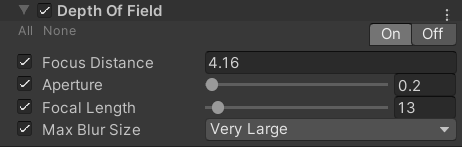 Depth Of Field
All None
On Off
Focus Distance 4.16
Aperture 0.2
Focal Length 13
Max Blur Size Very Large